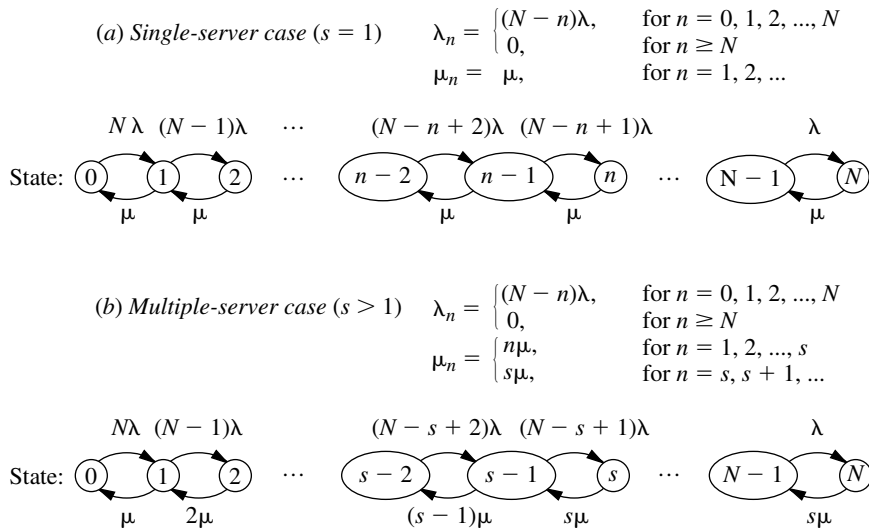 (a) Single-server case (s = 1) λₙ = { (N − n)λ, for n = 0, 1, 2, ..., N
0, for n ≥ N
μₙ = μ, for n = 1, 2, ...
Nλ (N − 1)λ ··· (N − n + 2)λ (N − n + 1)λ λ
State: 0 1 2 ··· n − 2 n − 1 n ··· N − 1 N
μ μ μ μ μ
(b) Multiple-server case (s > 1) λₙ = { (N − n)λ, for n = 0, 1, 2, ..., N
0, for n ≥ N
μₙ = { nμ, for n = 1, 2, ..., s
sμ, for n = s, s + 1, ...
Nλ (N − 1)λ (N − s + 2)λ (N − s + 1)λ λ
State: 0 1 2 ··· s − 2 s − 1 s ··· N − 1 N
μ 2μ (s − 1)μ sμ sμ